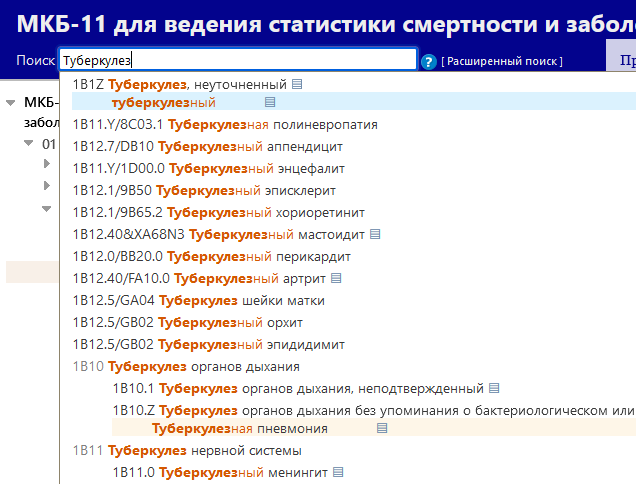 МКБ-11 для ведения статистики смертности и забол
Поиск Туберкулез ? [ Расширенный поиск ]
МКБ-
забол
01
1B1Z Туберкулез, неуточненный
туберкулезный
1B11.Y/8C03.1 Туберкулезная полиневропатия
1B12.7/DB10 Туберкулезный аппендицит
1B11.Y/1D00.0 Туберкулезный энцефалит
1B12.1/9B50 Туберкулезный эписклерит
1B12.1/9B65.2 Туберкулезный хориоретинит
1B12.40&XA68N3 Туберкулезный мастоидит
1B12.0/BB20.0 Туберкулезный перикардит
1B12.40/FA10.0 Туберкулезный артрит
1B12.5/GA04 Туберкулез шейки матки
1B12.5/GB02 Туберкулезный орхит
1B12.5/GB02 Туберкулезный эпидидимит
1B10 Туберкулез органов дыхания
1B10.1 Туберкулез органов дыхания, неподтвержденный
1B10.Z Туберкулез органов дыхания без упоминания о бактериологическом или
Туберкулезная пневмония
1B11 Туберкулез нервной системы
1B11.0 Туберкулезный менингит